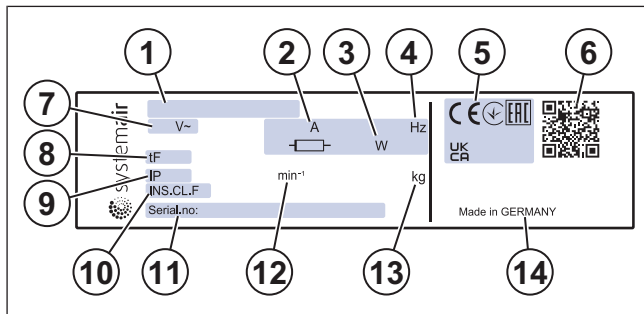 1 2 3 4 5 6
7 V~ A Hz CE EAC
8 tF W UK
CA
9 IP min⁻¹ kg
systemair
10 INS.CL.F
11 Serial.no: Made in GERMANY
12 13 14